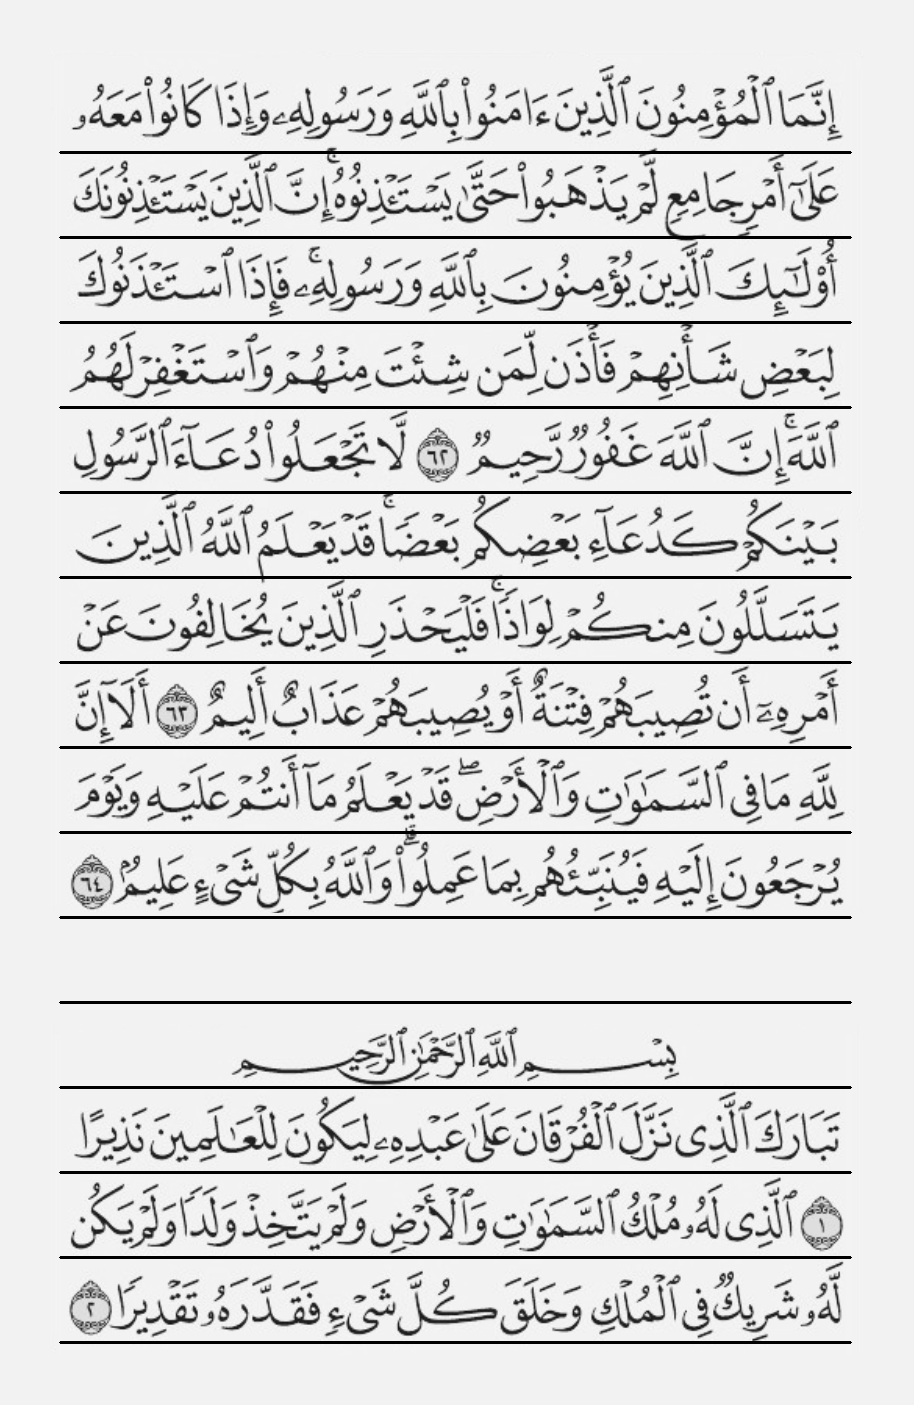 إِنَّمَا ٱلْمُؤْمِنُونَ ٱلَّذِينَ ءَامَنُوا۟ بِٱللَّهِ وَرَسُولِهِۦ وَإِذَا كَانُوا۟ مَعَهُۥ
عَلَىٰٓ أَمْرٍ جَامِعٍ لَّمْ يَذْهَبُوا۟ حَتَّىٰ يَسْتَـْٔذِنُوهُ ۚ إِنَّ ٱلَّذِينَ يَسْتَـْٔذِنُونَكَ
أُو۟لَـٰٓئِكَ ٱلَّذِينَ يُؤْمِنُونَ بِٱللَّهِ وَرَسُولِهِۦ ۚ فَإِذَا ٱسْتَـْٔذَنُوكَ
لِبَعْضِ شَأْنِهِمْ فَأْذَن لِّمَن شِئْتَ مِنْهُمْ وَٱسْتَغْفِرْ لَهُمُ
ٱللَّهَ ۚ إِنَّ ٱللَّهَ غَفُورٌ رَّحِيمٌ ٦٢ لَّا تَجْعَلُوا۟ دُعَآءَ ٱلرَّسُولِ
بَيْنَكُمْ كَدُعَآءِ بَعْضِكُم بَعْضًا ۚ قَدْ يَعْلَمُ ٱللَّهُ ٱلَّذِينَ
يَتَسَلَّلُونَ مِنكُمْ لِوَاذًا ۚ فَلْيَحْذَرِ ٱلَّذِينَ يُخَالِفُونَ عَنْ
أَمْرِهِۦٓ أَن تُصِيبَهُمْ فِتْنَةٌ أَوْ يُصِيبَهُمْ عَذَابٌ أَلِيمٌ ٦٣ أَلَآ إِنَّ
لِلَّهِ مَا فِى ٱلسَّمَـٰوَٰتِ وَٱلْأَرْضِ ۖ قَدْ يَعْلَمُ مَآ أَنتُمْ عَلَيْهِ وَيَوْمَ
يُرْجَعُونَ إِلَيْهِ فَيُنَبِّئُهُم بِمَا عَمِلُوا۟ ۗ وَٱللَّهُ بِكُلِّ شَىْءٍ عَلِيمٌۢ ٦٤
بِسْمِ ٱللَّهِ ٱلرَّحْمَـٰنِ ٱلرَّحِيمِ
تَبَارَكَ ٱلَّذِى نَزَّلَ ٱلْفُرْقَانَ عَلَىٰ عَبْدِهِۦ لِيَكُونَ لِلْعَـٰلَمِينَ نَذِيرًا
١ ٱلَّذِى لَهُۥ مُلْكُ ٱلسَّمَـٰوَٰتِ وَٱلْأَرْضِ وَلَمْ يَتَّخِذْ وَلَدًا وَلَمْ يَكُن
لَّهُۥ شَرِيكٌ فِى ٱلْمُلْكِ وَخَلَقَ كُلَّ شَىْءٍ فَقَدَّرَهُۥ تَقْدِيرًا ٢